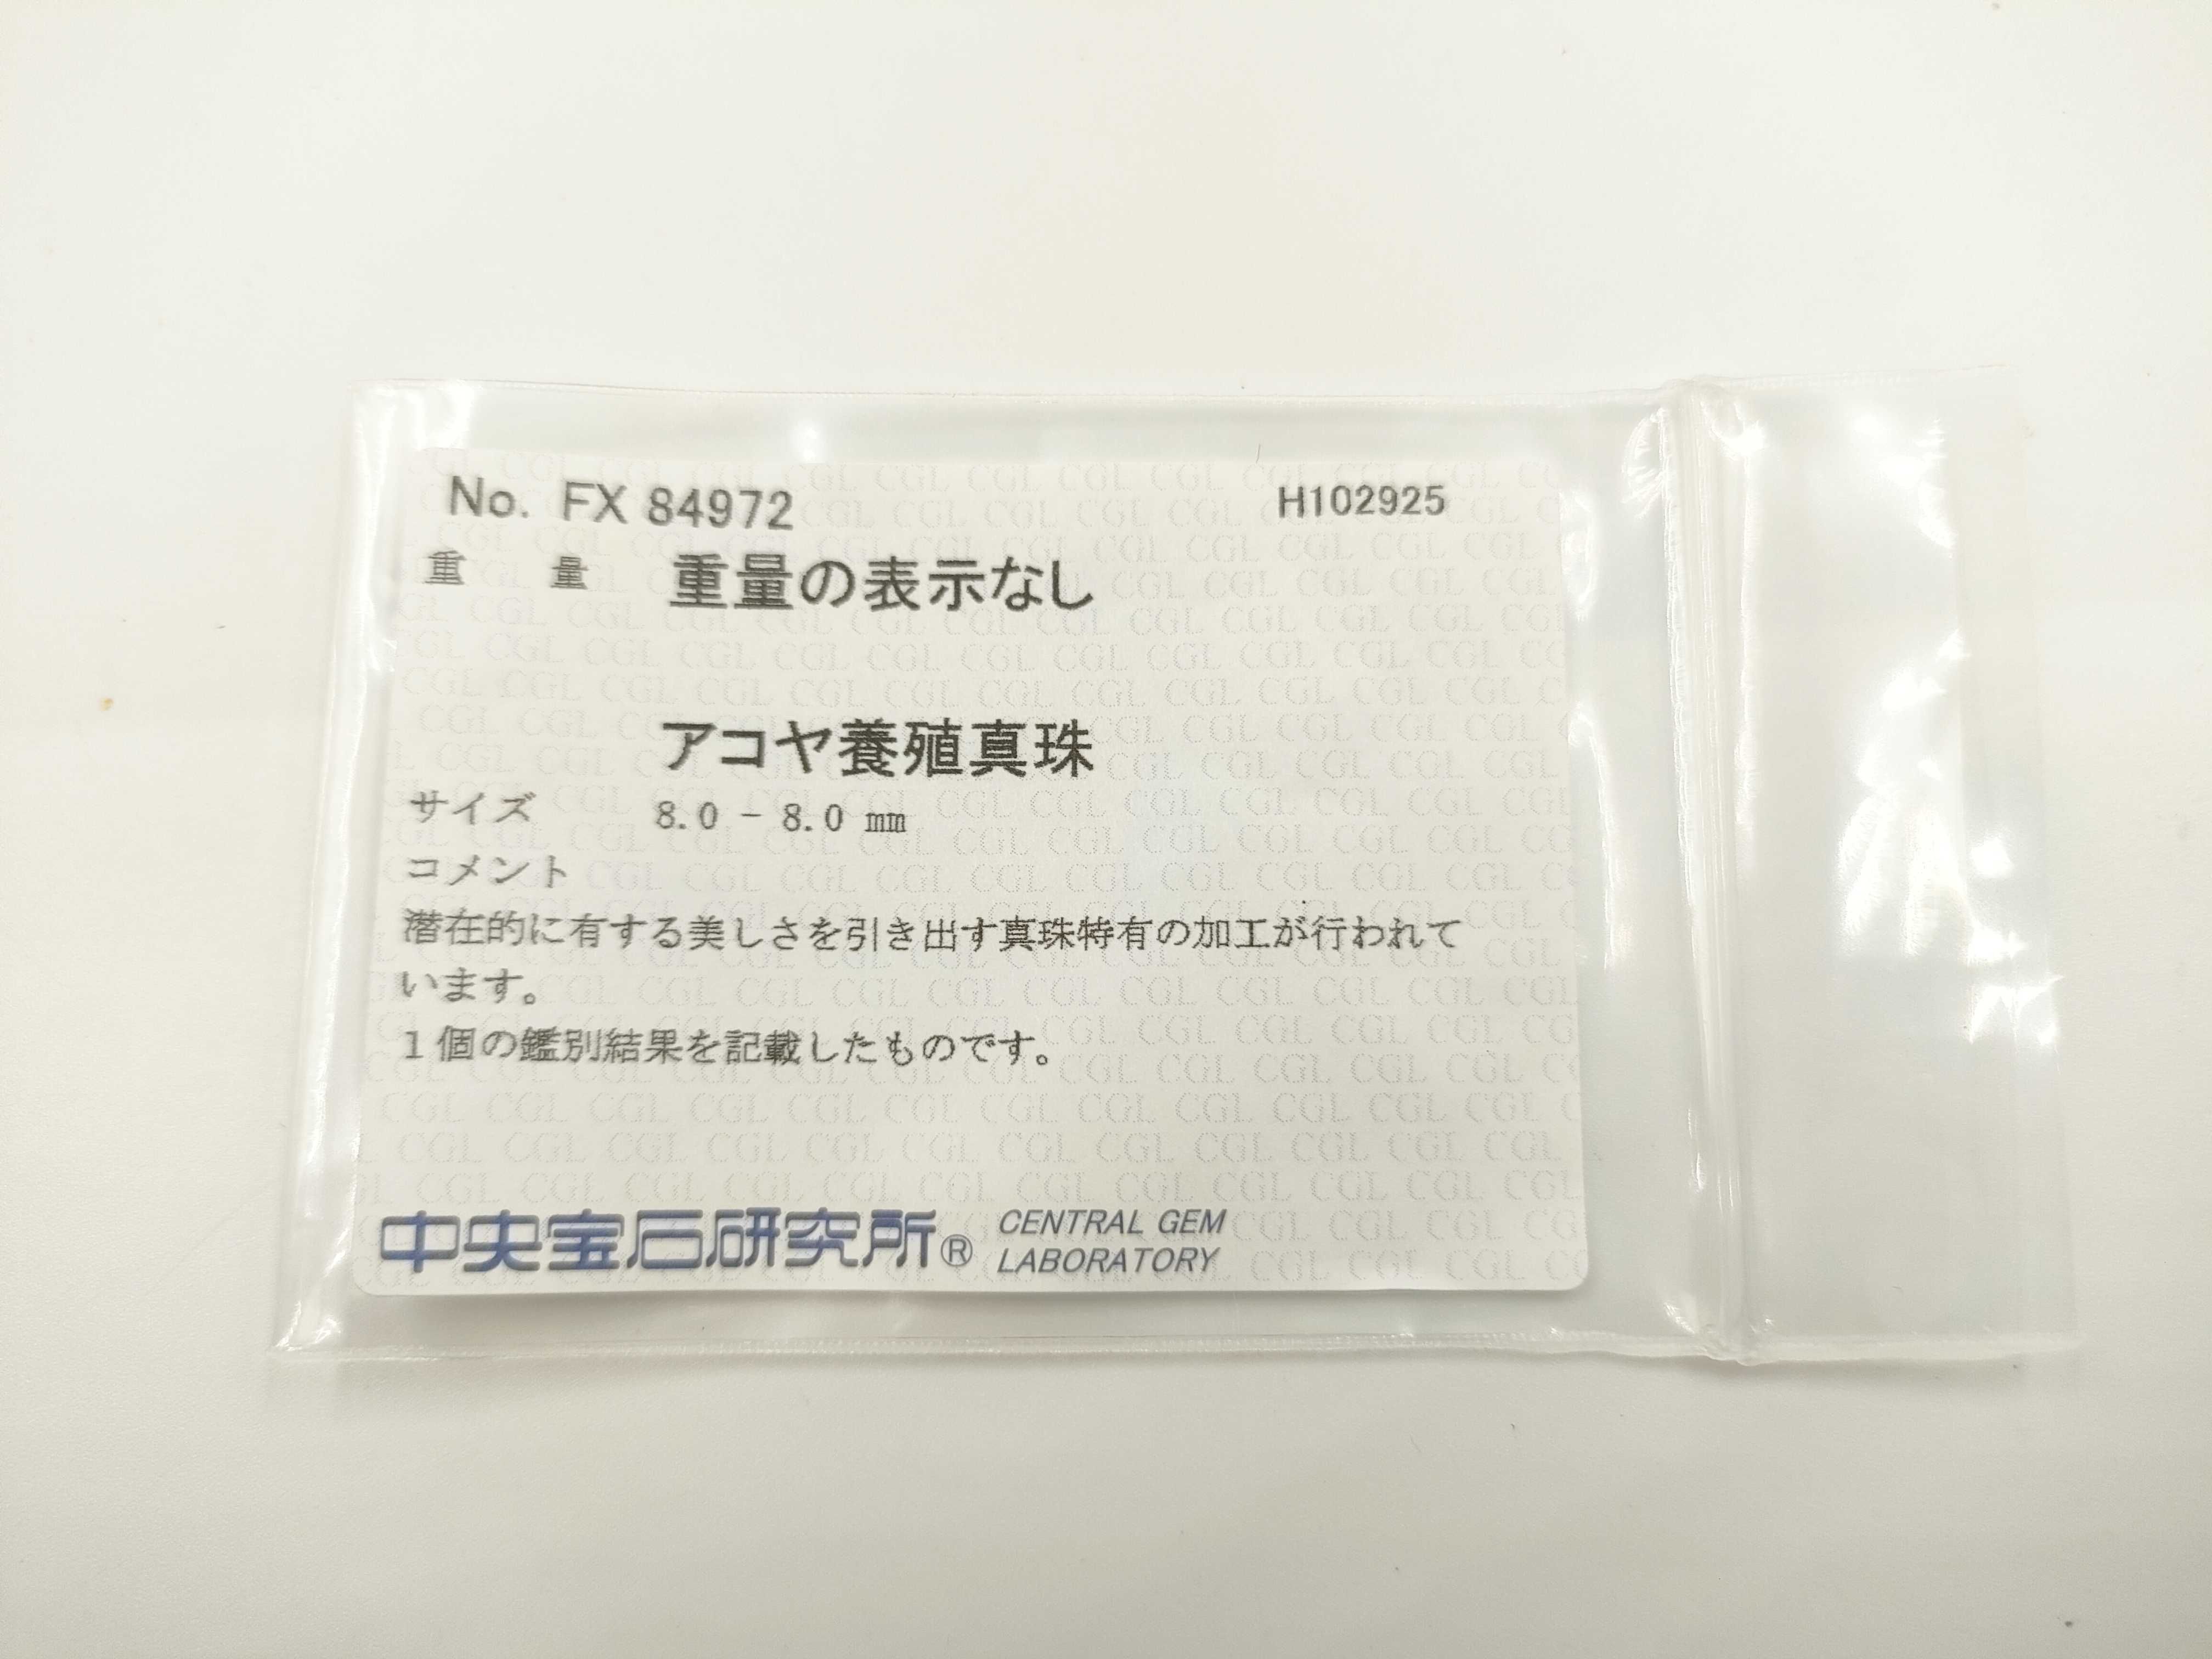 No. FX 84972 H102925
重量 重量の表示なし
アコヤ養殖真珠
サイズ 8.0 - 8.0 mm
コメント
潜在的に有する美しさを引き出す真珠特有の加工が行われて
います。
1個の鑑別結果を記載したものです。
中央宝石研究所® CENTRAL GEM
LABORATORY